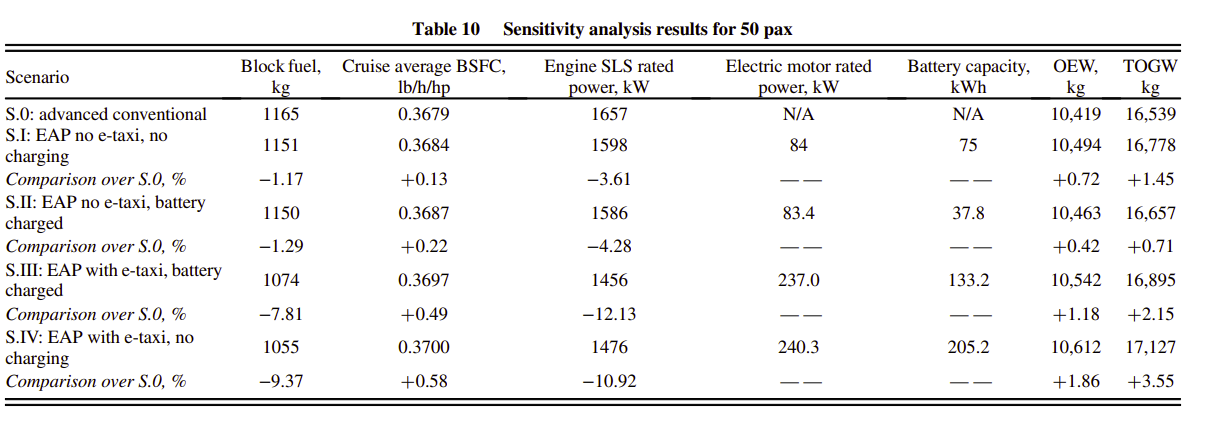 Table 10 Sensitivity analysis results for 50 pax
Scenario Block fuel, kg Cruise average BSFC, lb/h/hp Engine SLS rated power, kW Electric motor rated power, kW Battery capacity, kWh OEW, kg TOGW kg
S.0: advanced conventional 1165 0.3679 1657 N/A N/A 10,419 16,539
S.I: EAP no e-taxi, no charging 1151 0.3684 1598 84 75 10,494 16,778
Comparison over S.0, % −1.17 +0.13 −3.61 —— —— +0.72 +1.45
S.II: EAP no e-taxi, battery charged 1150 0.3687 1586 83.4 37.8 10,463 16,657
Comparison over S.0, % −1.29 +0.22 −4.28 —— —— +0.42 +0.71
S.III: EAP with e-taxi, battery charged 1074 0.3697 1456 237.0 133.2 10,542 16,895
Comparison over S.0, % −7.81 +0.49 −12.13 —— —— +1.18 +2.15
S.IV: EAP with e-taxi, no charging 1055 0.3700 1476 240.3 205.2 10,612 17,127
Comparison over S.0, % −9.37 +0.58 −10.92 —— —— +1.86 +3.55